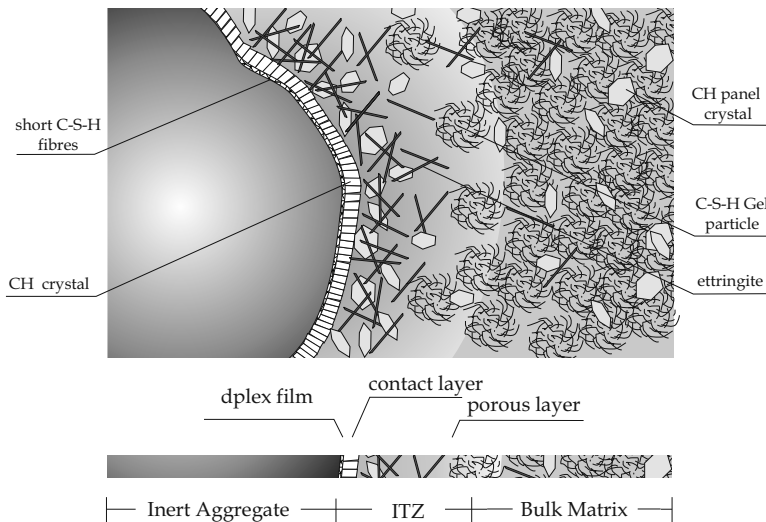 short C-S-H
fibres
CH crystal
CH panel
crystal
C-S-H Gel
particle
ettringite
dplex film
contact layer
porous layer
Inert Aggregate
ITZ
Bulk Matrix